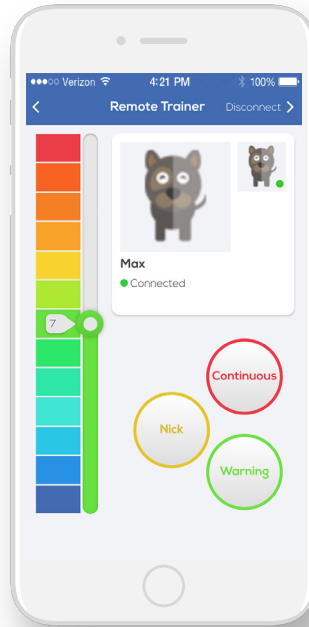 Verizon 4:21 PM 100%
Remote Trainer Disconnect
Max
Connected
7
Continuous
Nick
Warning